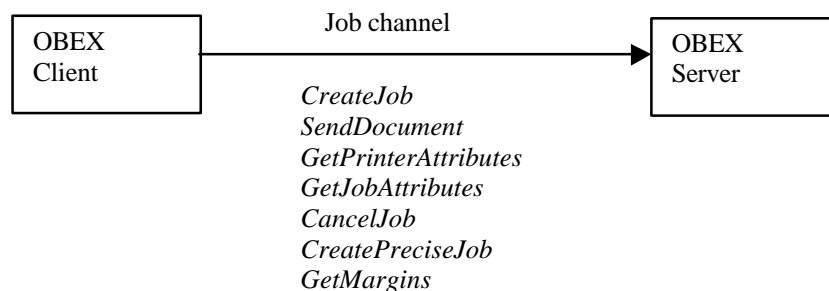 OBEX
Client
Job channel
OBEX
Server
CreateJob
SendDocument
GetPrinterAttributes
GetJobAttributes
CancelJob
CreatePreciseJob
GetMargins